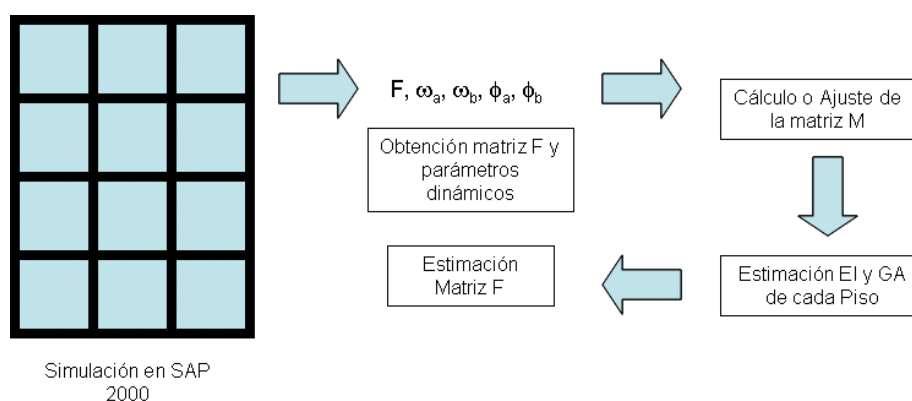 F, ωa, ωb, ϕa, ϕb
Obtención matriz F y
parámetros
dinámicos
Cálculo o Ajuste de
la matriz M
Estimación EI y GA
de cada Piso
Estimación
Matriz F
Simulación en SAP
2000